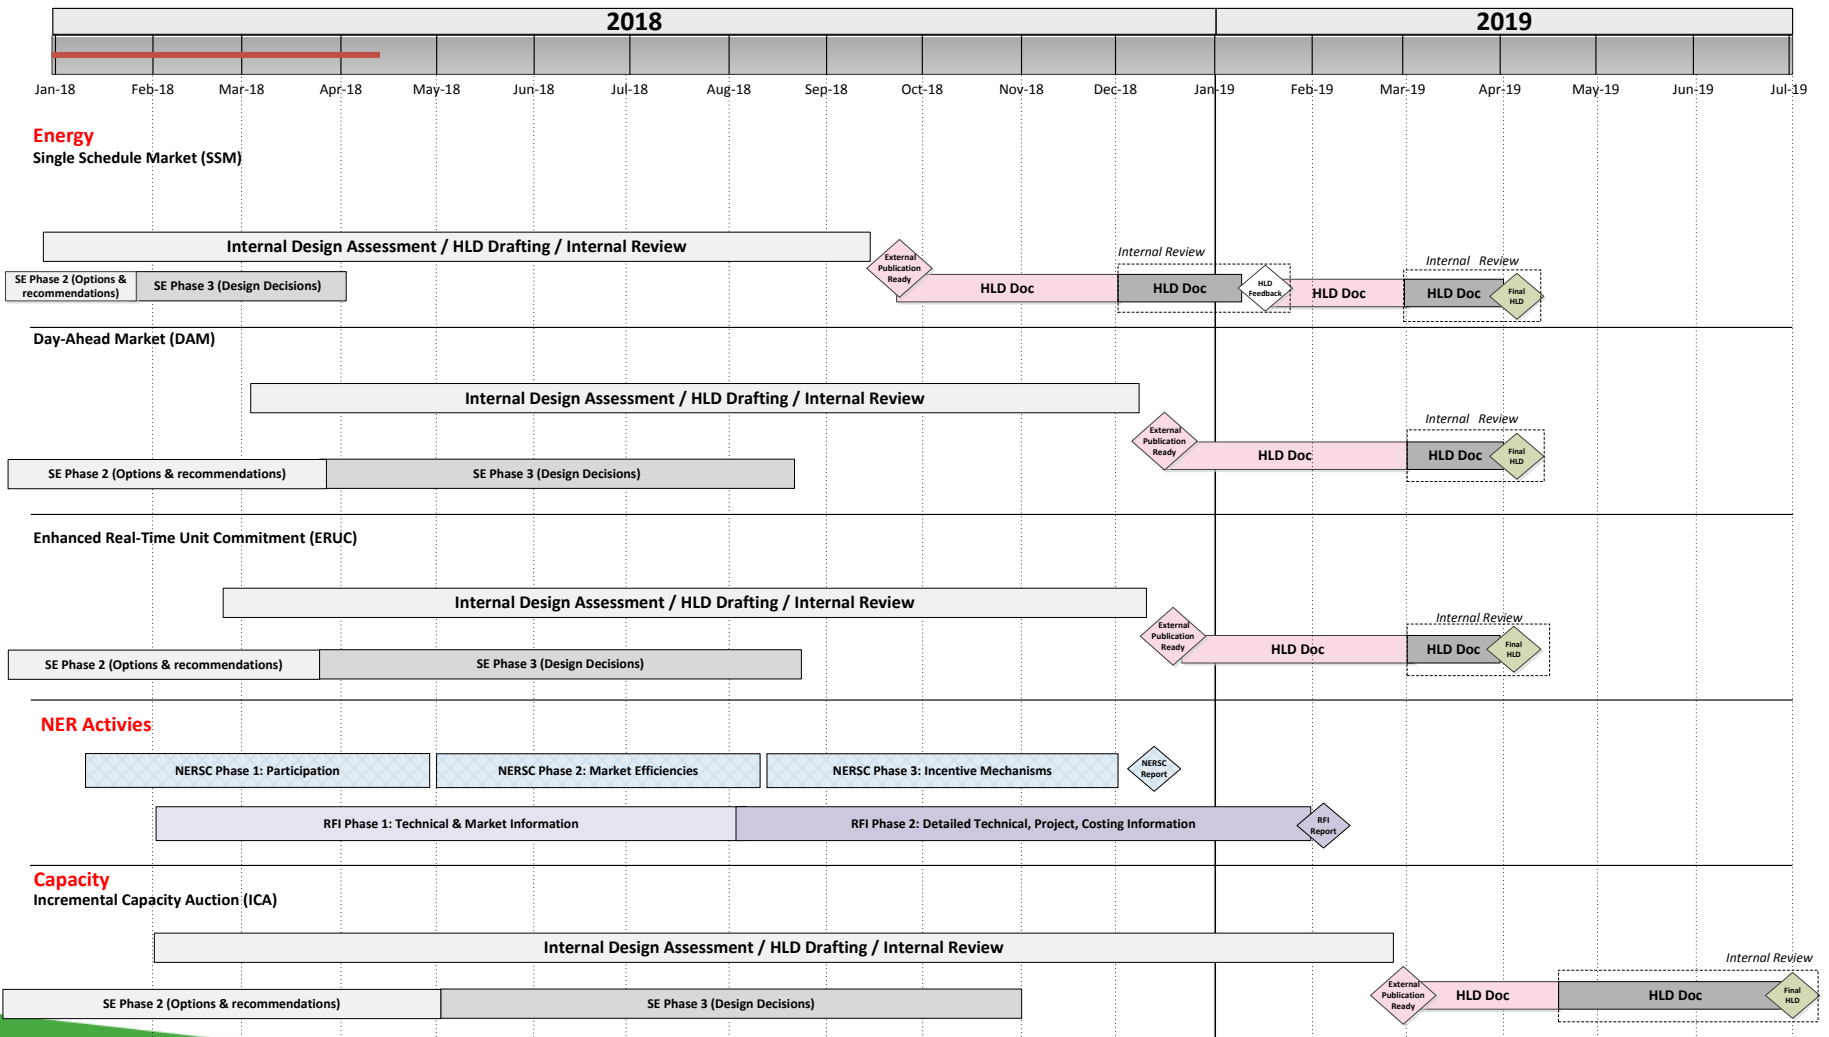 2018
2019
Jan-18 Feb-18 Mar-18 Apr-18 May-18 Jun-18 Jul-18 Aug-18 Sep-18 Oct-18 Nov-18 Dec-18 Jan-19 Feb-19 Mar-19 Apr-19 May-19 Jun-19 Jul-19
Energy
Single Schedule Market (SSM)
Internal Design Assessment / HLD Drafting / Internal Review
SE Phase 2 (Options &
recommendations)
SE Phase 3 (Design Decisions)
External
Publication
Ready
HLD Doc
Internal Review
HLD Doc
HLD
Feedback
HLD Doc
Internal Review
HLD Doc
Final
HLD
Day-Ahead Market (DAM)
Internal Design Assessment / HLD Drafting / Internal Review
SE Phase 2 (Options & recommendations)
SE Phase 3 (Design Decisions)
External
Publication
Ready
HLD Doc
Internal Review
HLD Doc
Final
HLD
Enhanced Real-Time Unit Commitment (ERUC)
Internal Design Assessment / HLD Drafting / Internal Review
SE Phase 2 (Options & recommendations)
SE Phase 3 (Design Decisions)
External
Publication
Ready
HLD Doc
Internal Review
HLD Doc
Final
HLD
NER Activies
NERSC Phase 1: Participation
NERSC Phase 2: Market Efficiencies
NERSC Phase 3: Incentive Mechanisms
NERSC
Report
RFI Phase 1: Technical & Market Information
RFI Phase 2: Detailed Technical, Project, Costing Information
RFI
Report
Capacity
Incremental Capacity Auction (ICA)
Internal Design Assessment / HLD Drafting / Internal Review
SE Phase 2 (Options & recommendations)
SE Phase 3 (Design Decisions)
External
Publication
Ready
HLD Doc
Internal Review
HLD Doc
Final
HLD